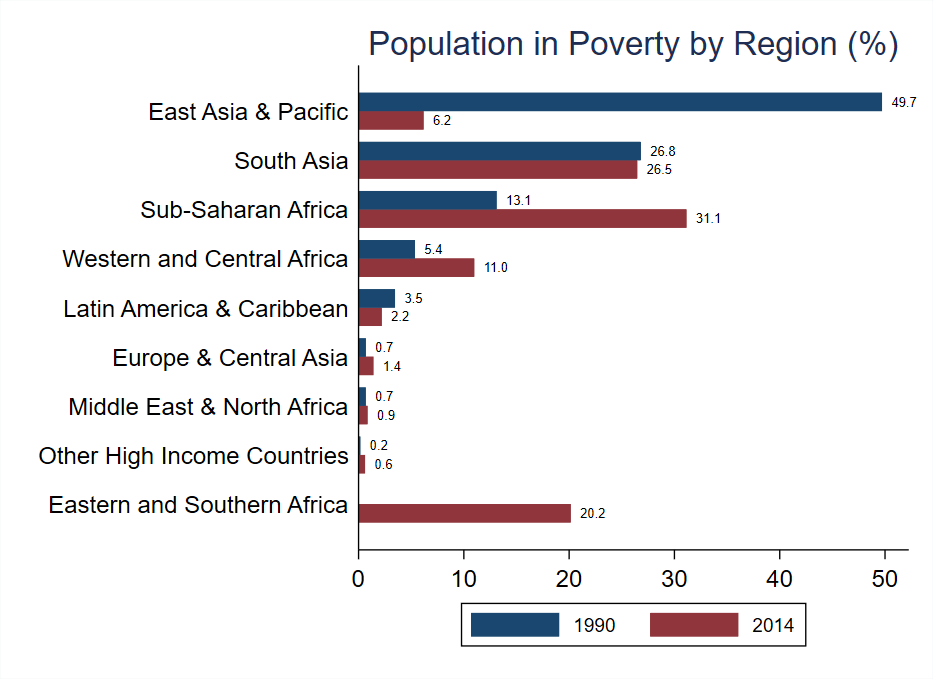 Population in Poverty by Region (%)
East Asia & Pacific
49.7
6.2
South Asia
26.8
26.5
Sub-Saharan Africa
13.1
31.1
Western and Central Africa
5.4
11.0
Latin America & Caribbean
3.5
2.2
Europe & Central Asia
0.7
1.4
Middle East & North Africa
0.7
0.9
Other High Income Countries
0.2
0.6
Eastern and Southern Africa
20.2
0 10 20 30 40 50
1990 2014